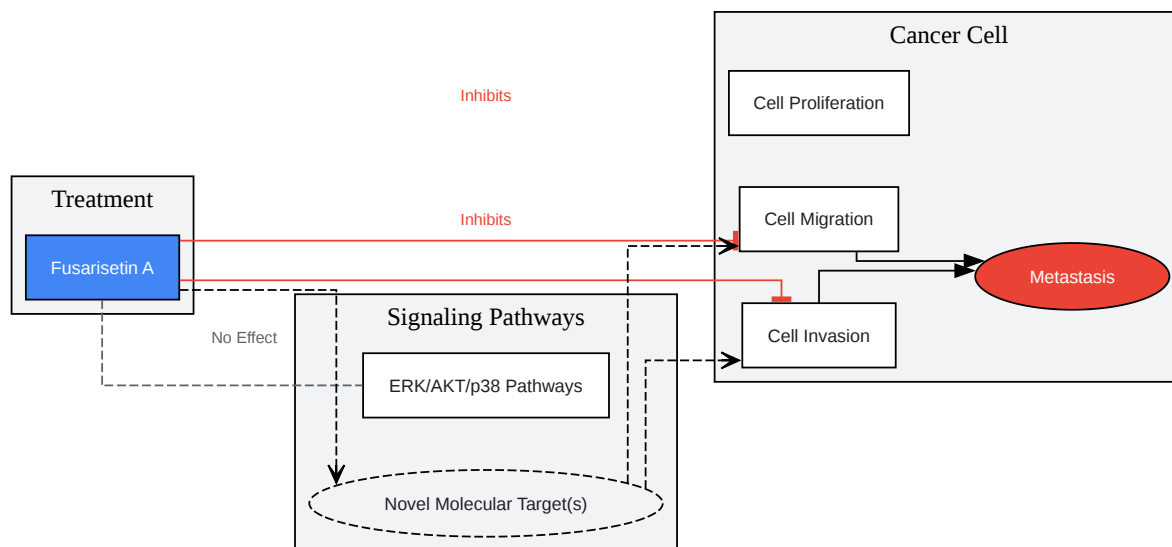 Cancer Cell
Inhibits
Cell Proliferation
Treatment
Inhibits
Cell Migration
Fusarisetin A
Metastasis
Signaling Pathways
No Effect
Cell Invasion
ERK/AKT/p38 Pathways
Novel Molecular Target(s)